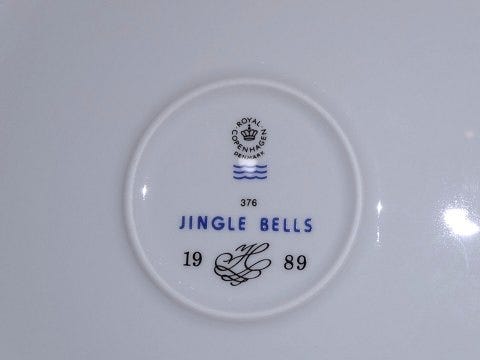 ROYAL
COPENHAGEN
DENMARK
376
JINGLE BELLS
19 89